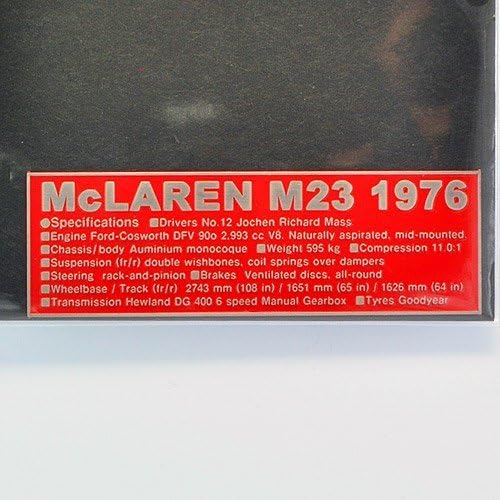 McLAREN M23 1976
Specifications Drivers No.12 Jochen Richard Mass
Engine Ford-Cosworth DFV 90o 2,993 cc V8. Naturally aspirated, mid-mounted.
Chassis/body Auminium monocoque Weight 595 kg Compression 11.0:1
Suspension (fr/r) double wishbones, coil springs over dampers
Steering rack-and-pinion Brakes Ventilated discs, all-round
Wheelbase / Track (fr/r) 2743 mm (108 in) / 1651 mm (65 in) / 1626 mm (64 in)
Transmission Hewland DG 400 6 speed Manual Gearbox Tyres Goodyear